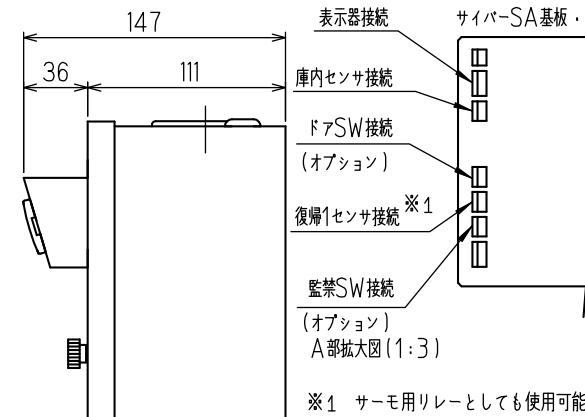 147
36
111
表示器接続
サイバーSA基板・
庫内センサ接続
ドアSW接続
(オプション)
復帰1センサ接続※1
監禁SW接続
(オプション)
A部拡大図(1:3)
※1 サーモ用リレーとしても使用可能